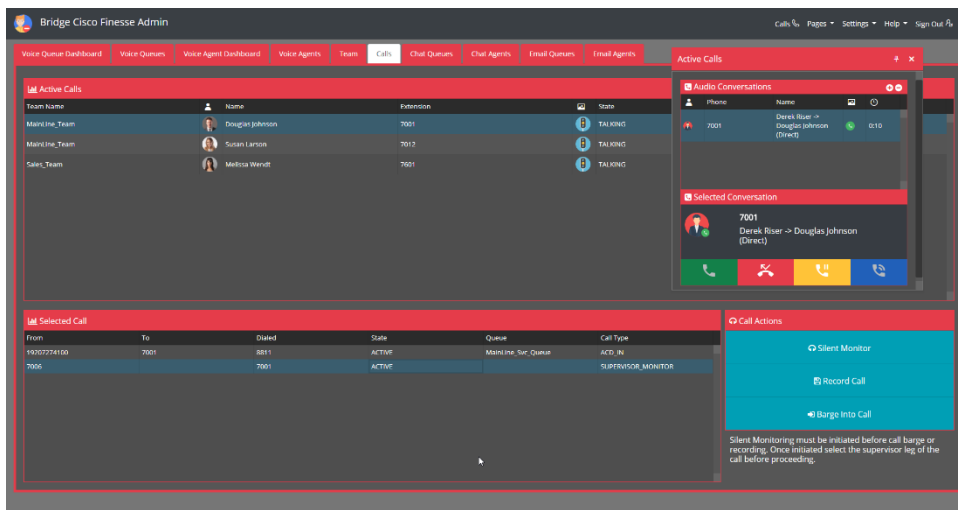 Bridge Cisco Finesse Admin
Calls Pages Settings Help Sign Out
Voice Queue Dashboard Voice Queues Voice Agent Dashboard Voice Agents Team Calls Chat Queues Chat Agents Email Queues Email Agents
Active Calls
Team Name Name Extension State
MainLine_Team Douglas Johnson 7001 TALKING
MainLine_Team Susan Larson 7012 TALKING
Sales_Team Melissa Wendt 7601 TALKING
Active Calls
Audio Conversations
Phone Name
7001 Derek Riser -> Douglas Johnson (Direct) 0:10
Selected Conversation
7001
Derek Riser -> Douglas Johnson
(Direct)
Selected Call
From To Dialed State Queue Call Type
19207274100 7001 8811 ACTIVE MainLine_Svc_Queue ACD_IN
7006 7001 ACTIVE SUPERVISOR_MONITOR
Call Actions
Silent Monitor
Record Call
Barge Into Call
Silent Monitoring must be initiated before call barge or
recording. Once initiated select the supervisor leg of the
call before proceeding.